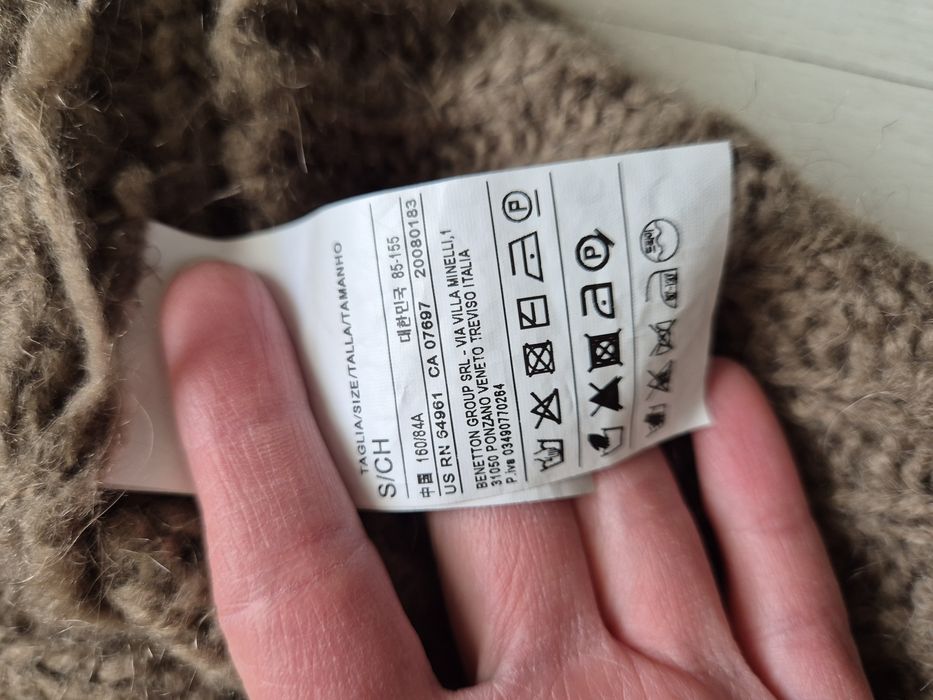 TAGLIA/SIZE/TALLA/TAMANHO
S/CH
대한민국 85-155
中国 160/84A
US RN 54961 CA 07697 20080183
BENETTON GROUP SRL - VIA VILLA MINELLI,1
31050 PONZANO VENETO TREVISO ITALIA
P.iva 03490770264
P
P